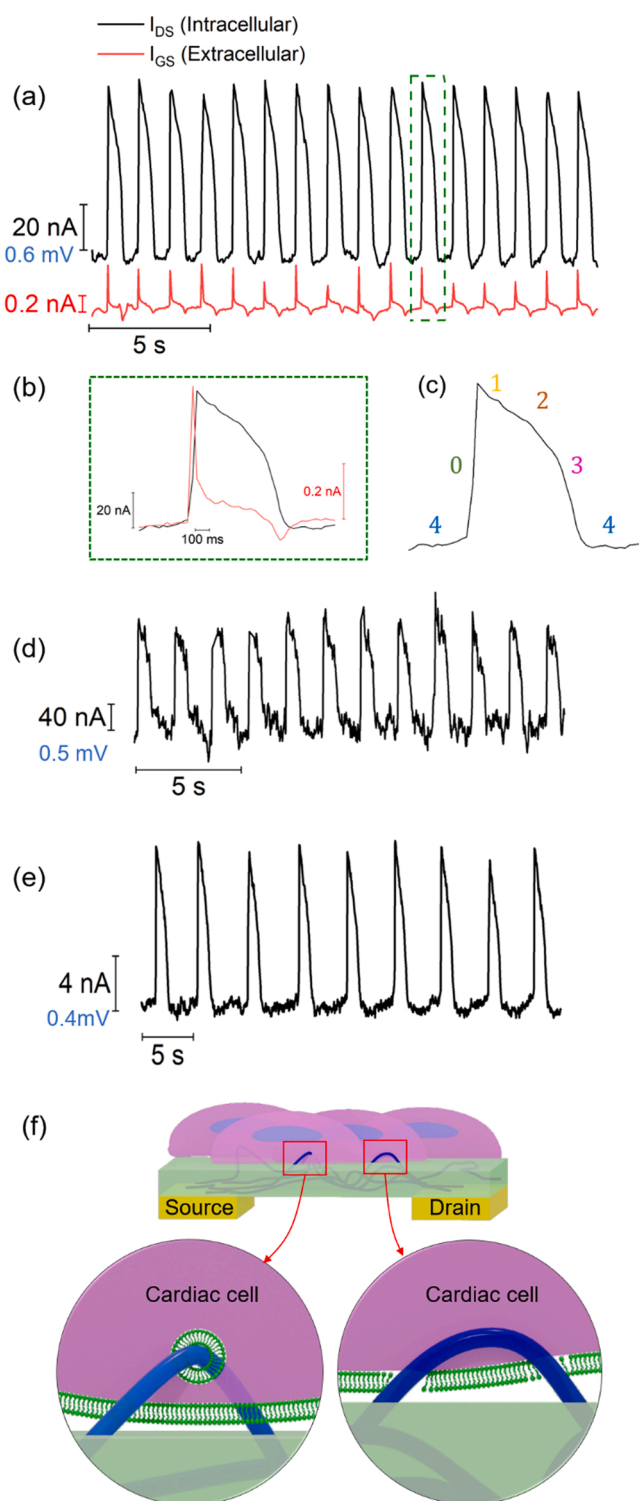 I_DS (Intracellular)
I_GS (Extracellular)
(a)
20 nA
0.6 mV
0.2 nA
5 s
(b)
20 nA
100 ms
0.2 nA
(c)
0
1
2
3
4
4
(d)
40 nA
0.5 mV
5 s
(e)
4 nA
0.4mV
5 s
(f)
Source
Drain
Cardiac cell
Cardiac cell